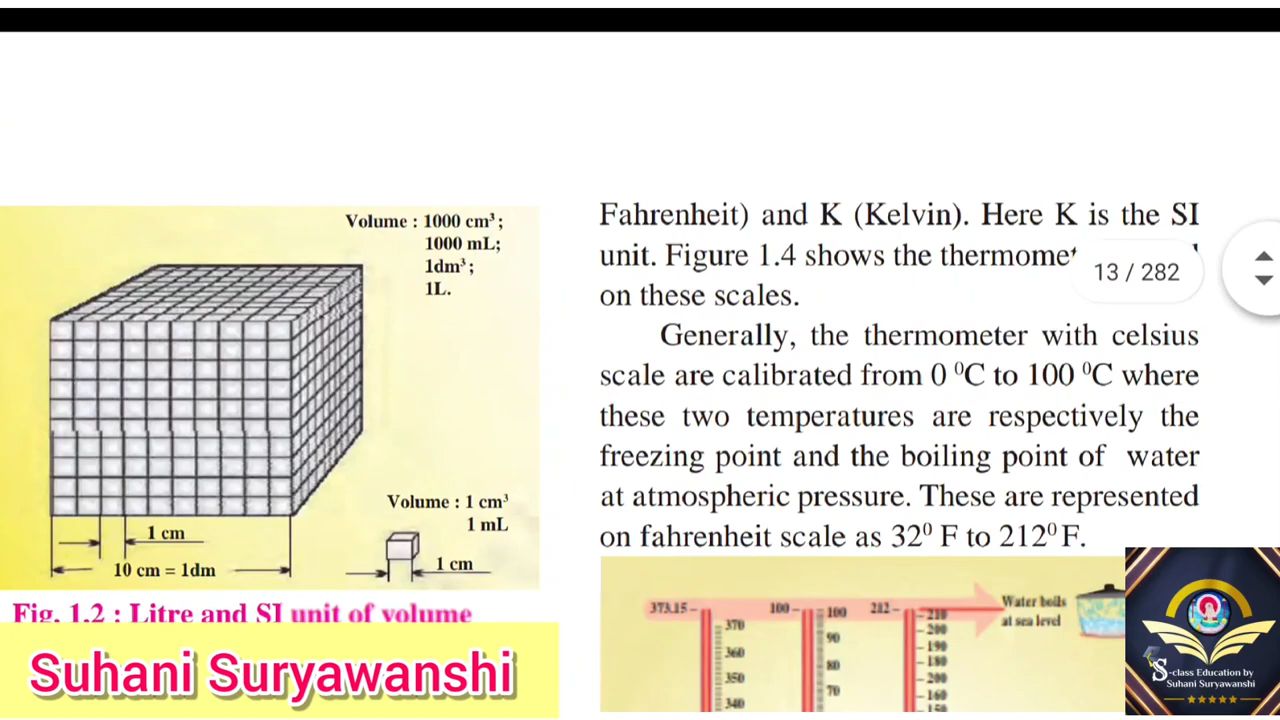 Volume : 1000 cm³;
1000 mL;
1dm³;
1L.
Volume : 1 cm³
1 mL
1 cm
10 cm = 1dm
1 cm
Fig. 1.2 : Litre and SI unit of volume
Suhani Suryawanshi
Fahrenheit) and K (Kelvin). Here K is the SI
unit. Figure 1.4 shows the
on these scales.
13 / 282
Generally, the thermometer with celsius
scale are calibrated from 0 ⁰C to 100 ⁰C where
these two temperatures are respectively the
freezing point and the boiling point of water
at atmospheric pressure. These are represented
on fahrenheit scale as 32⁰ F to 212⁰ F.
373.15 100 212
Water boils
at sea level
370
360
350
340
100
90
80
70
210
200
190
180
200
160
S-class Education by
Suhani Suryawanshi